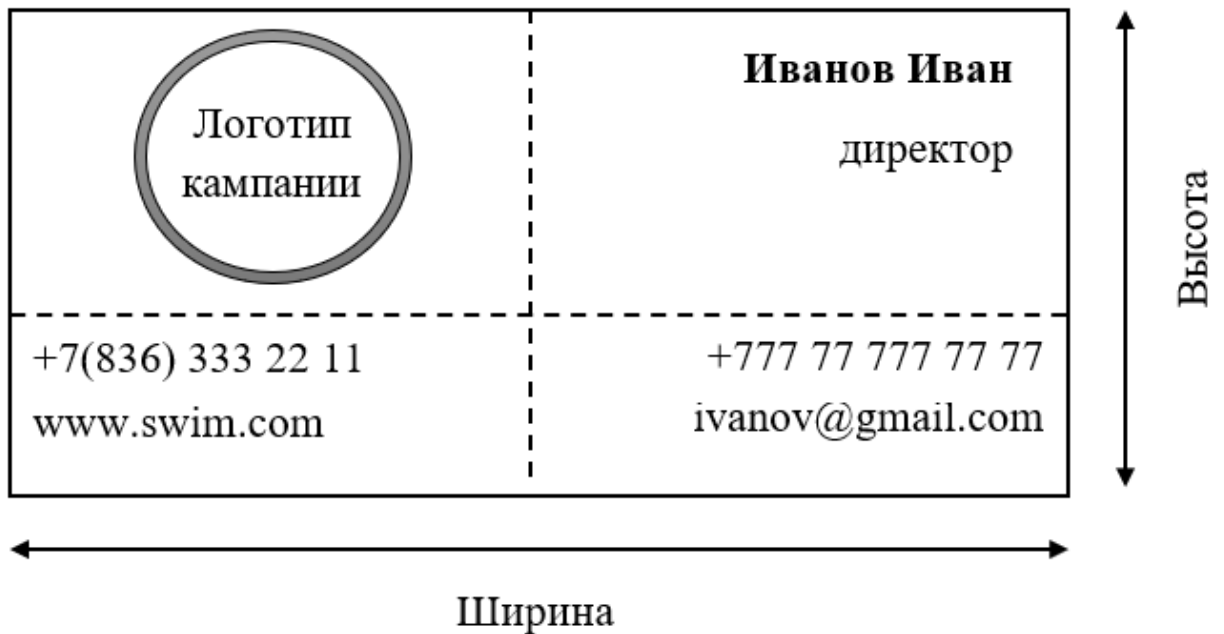 Логотип
кампании
Иванов Иван
директор
+7(836) 333 22 11
www.swim.com
+777 77 777 77 77
ivanov@gmail.com
Высота
Ширина